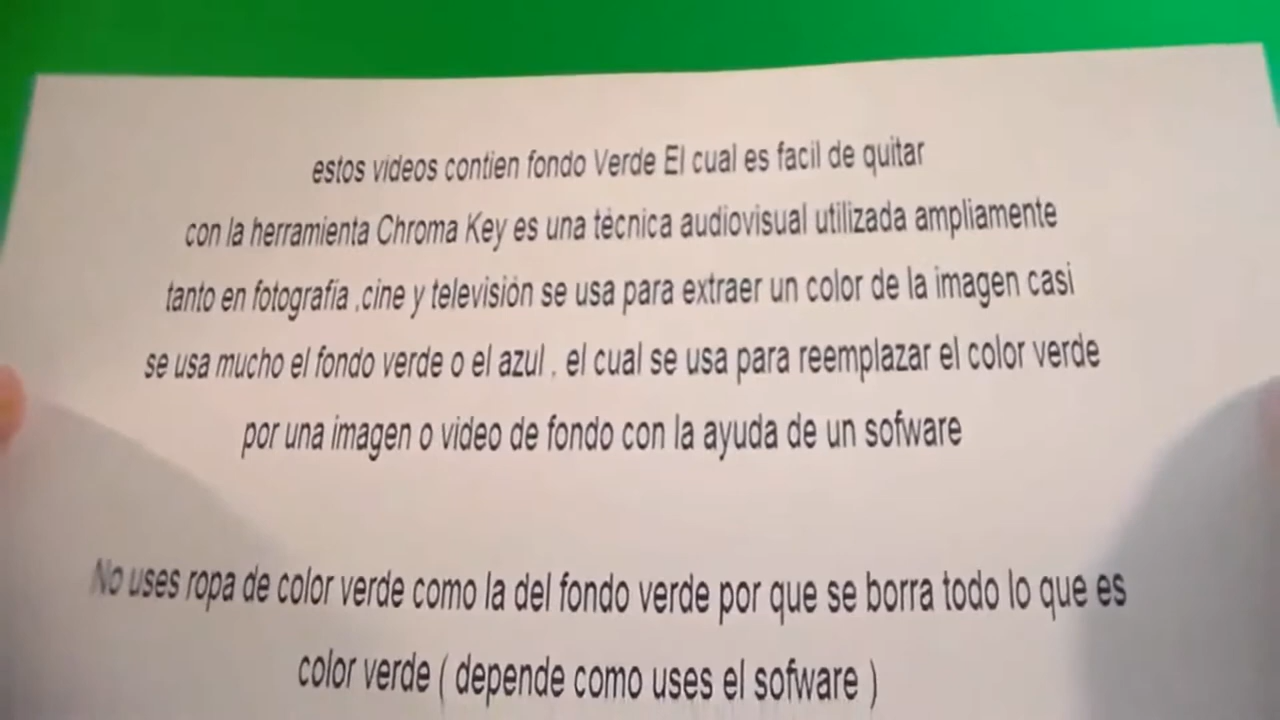 estos videos contien fondo Verde El cual es facil de quitar
con la herramienta Chroma Key es una técnica audiovisual utilizada ampliamente
tanto en fotografía ,cine y televisión se usa para extraer un color de la imagen casi
se usa mucho el fondo verde o el azul , el cual se usa para reemplazar el color verde
por una imagen o video de fondo con la ayuda de un sofware
No uses ropa de color verde como la del fondo verde por que se borra todo lo que es
color verde ( depende como uses el sofware )